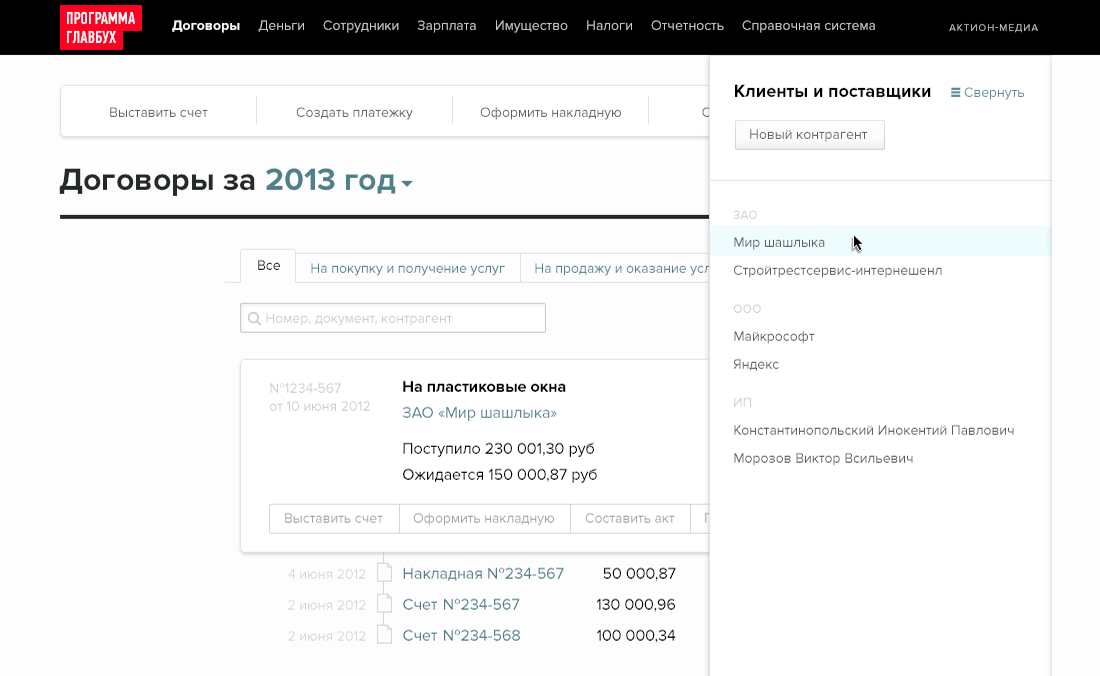 ПРОГРАММА
ГЛАВБУХ
Договоры Деньги Сотрудники Зарплата Имущество Налоги Отчетность Справочная система
АКТИОН-МЕДИА
Выставить счет Создать платежку Оформить накладную
Договоры за 2013 год
Все На покупку и получение услуг На продажу и оказание усл
Номер, документ, контрагент
№1234-567
от 10 июня 2012
На пластиковые окна
ЗАО «Мир шашлыка»
Поступило 230 001,30 руб
Ожидается 150 000,87 руб
Выставить счет Оформить накладную Составить акт
4 июня 2012 Накладная №234-567 50 000,87
2 июня 2012 Счет №234-567 130 000,96
2 июня 2012 Счет №234-568 100 000,34
Клиенты и поставщики Свернуть
Новый контрагент
ЗАО
Мир шашлыка
Стройтрестсервис-интернешенл
ООО
Майкрософт
Яндекс
ИП
Константинопольский Инокентий Павлович
Морозов Виктор Всильевич